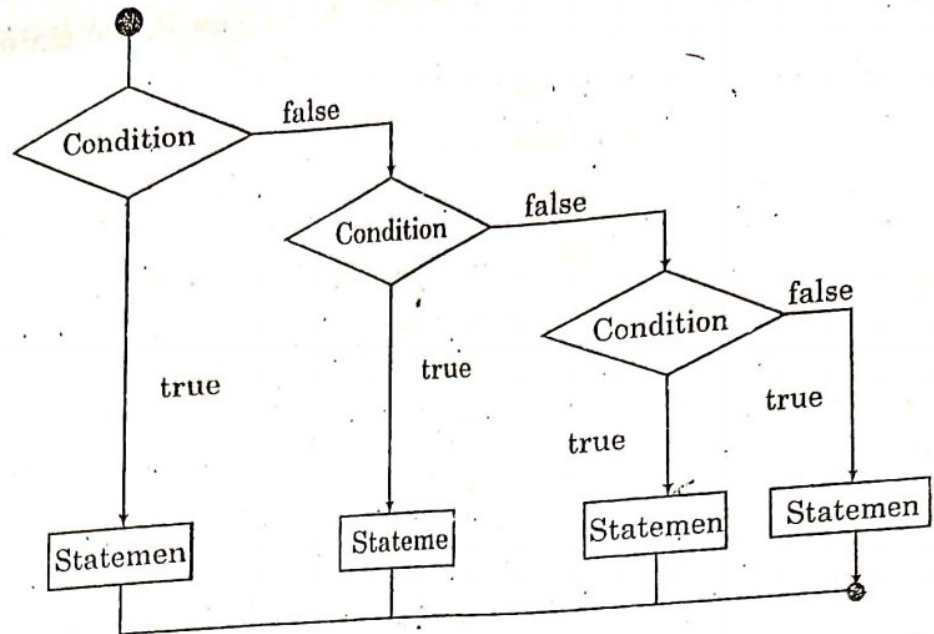 false
Condition
false
Condition
false
Condition
true
true
true
true
Statemen
Stateme
Statemen
Statemen